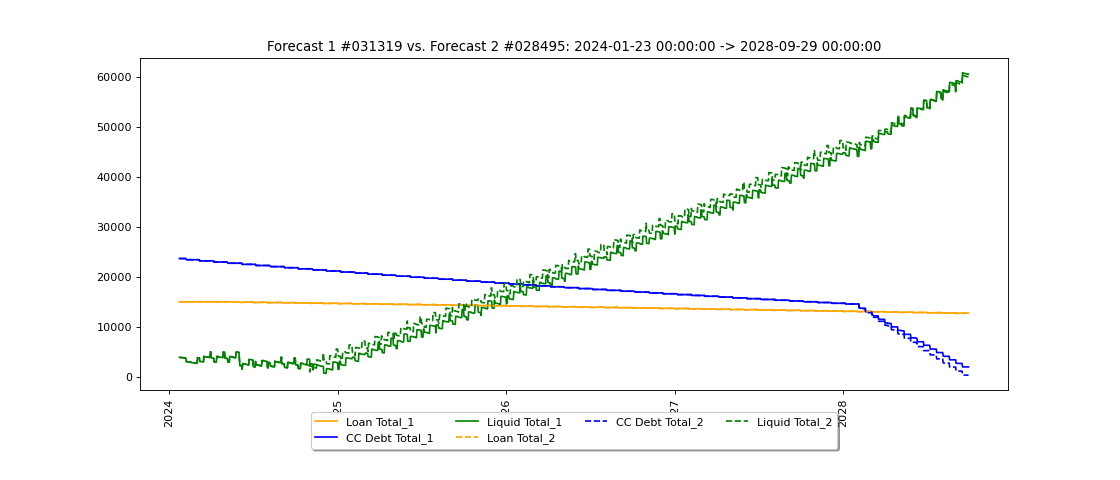 Forecast 1 #031319 vs. Forecast 2 #028495: 2024-01-23 00:00:00 -> 2028-09-29 00:00:00
60000
50000
40000
30000
20000
10000
0
2024
25
26
27
2028
Loan Total_1
Liquid Total_1
CC Debt Total_2
Liquid Total_2
CC Debt Total_1
Loan Total_2